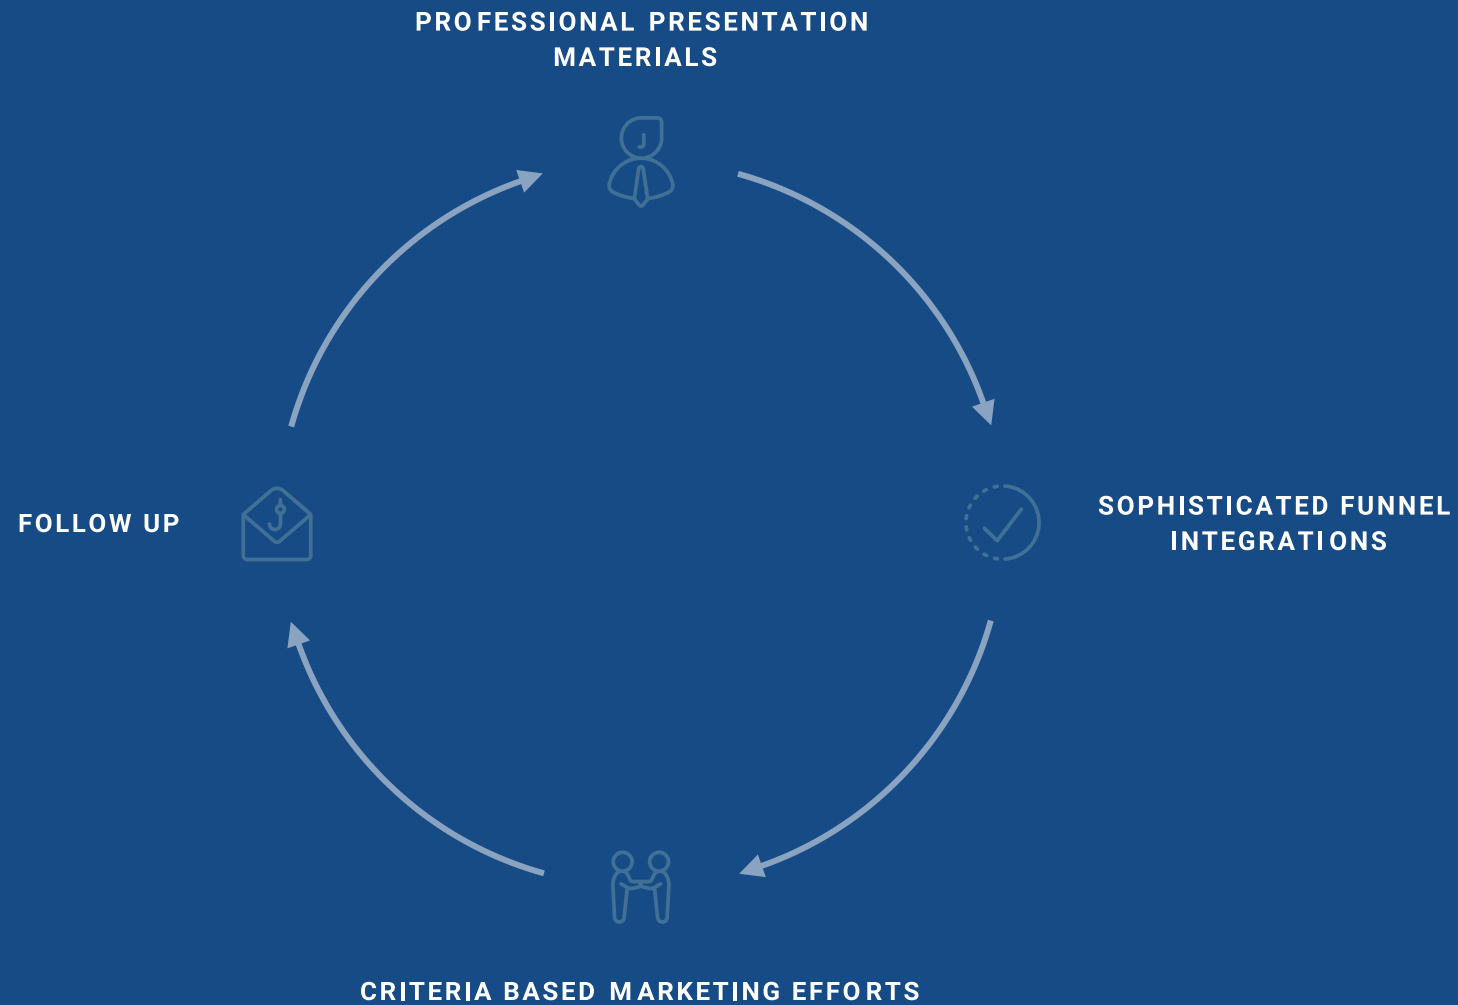 PROFESSIONAL PRESENTATION
MATERIALS
FOLLOW UP
SOPHISTICATED FUNNEL
INTEGRATIONS
CRITERIA BASED MARKETING EFFORTS